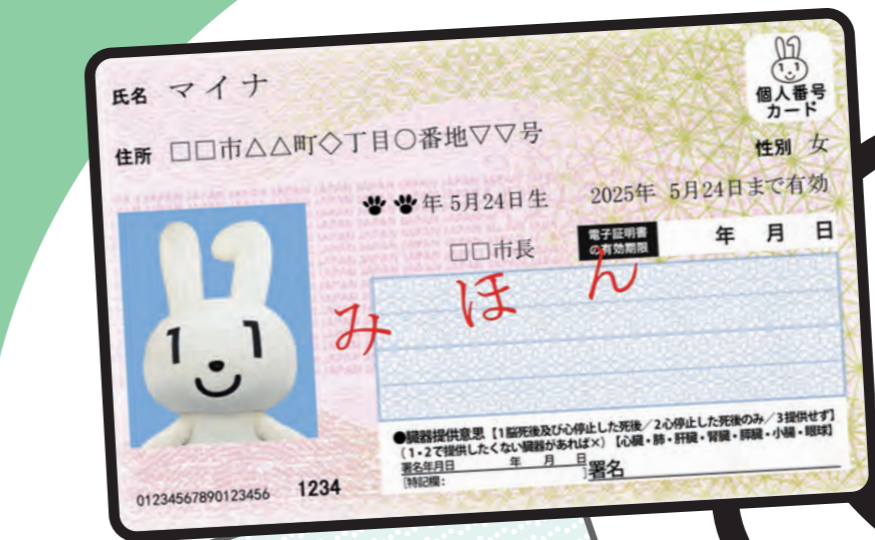 氏名 マイナ
個人番号
カード
住所 □□市△△町◇丁目○番地▽▽号
性別 女
年 5月24日生
2025年 5月24日まで有効
□□市長
電子証明書
の有効期限
年 月 日
みほん
●臓器提供意思【1脳死後及び心停止した死後／2心停止した死後のみ／3提供せず】
(1・2で提供したくない臓器があれば×)【心臓・肺・肝臓・腎臓・膵臓・小腸・眼球】
署名年月日 年 月 日
[特記欄: ]署名
01234567890123456 1234